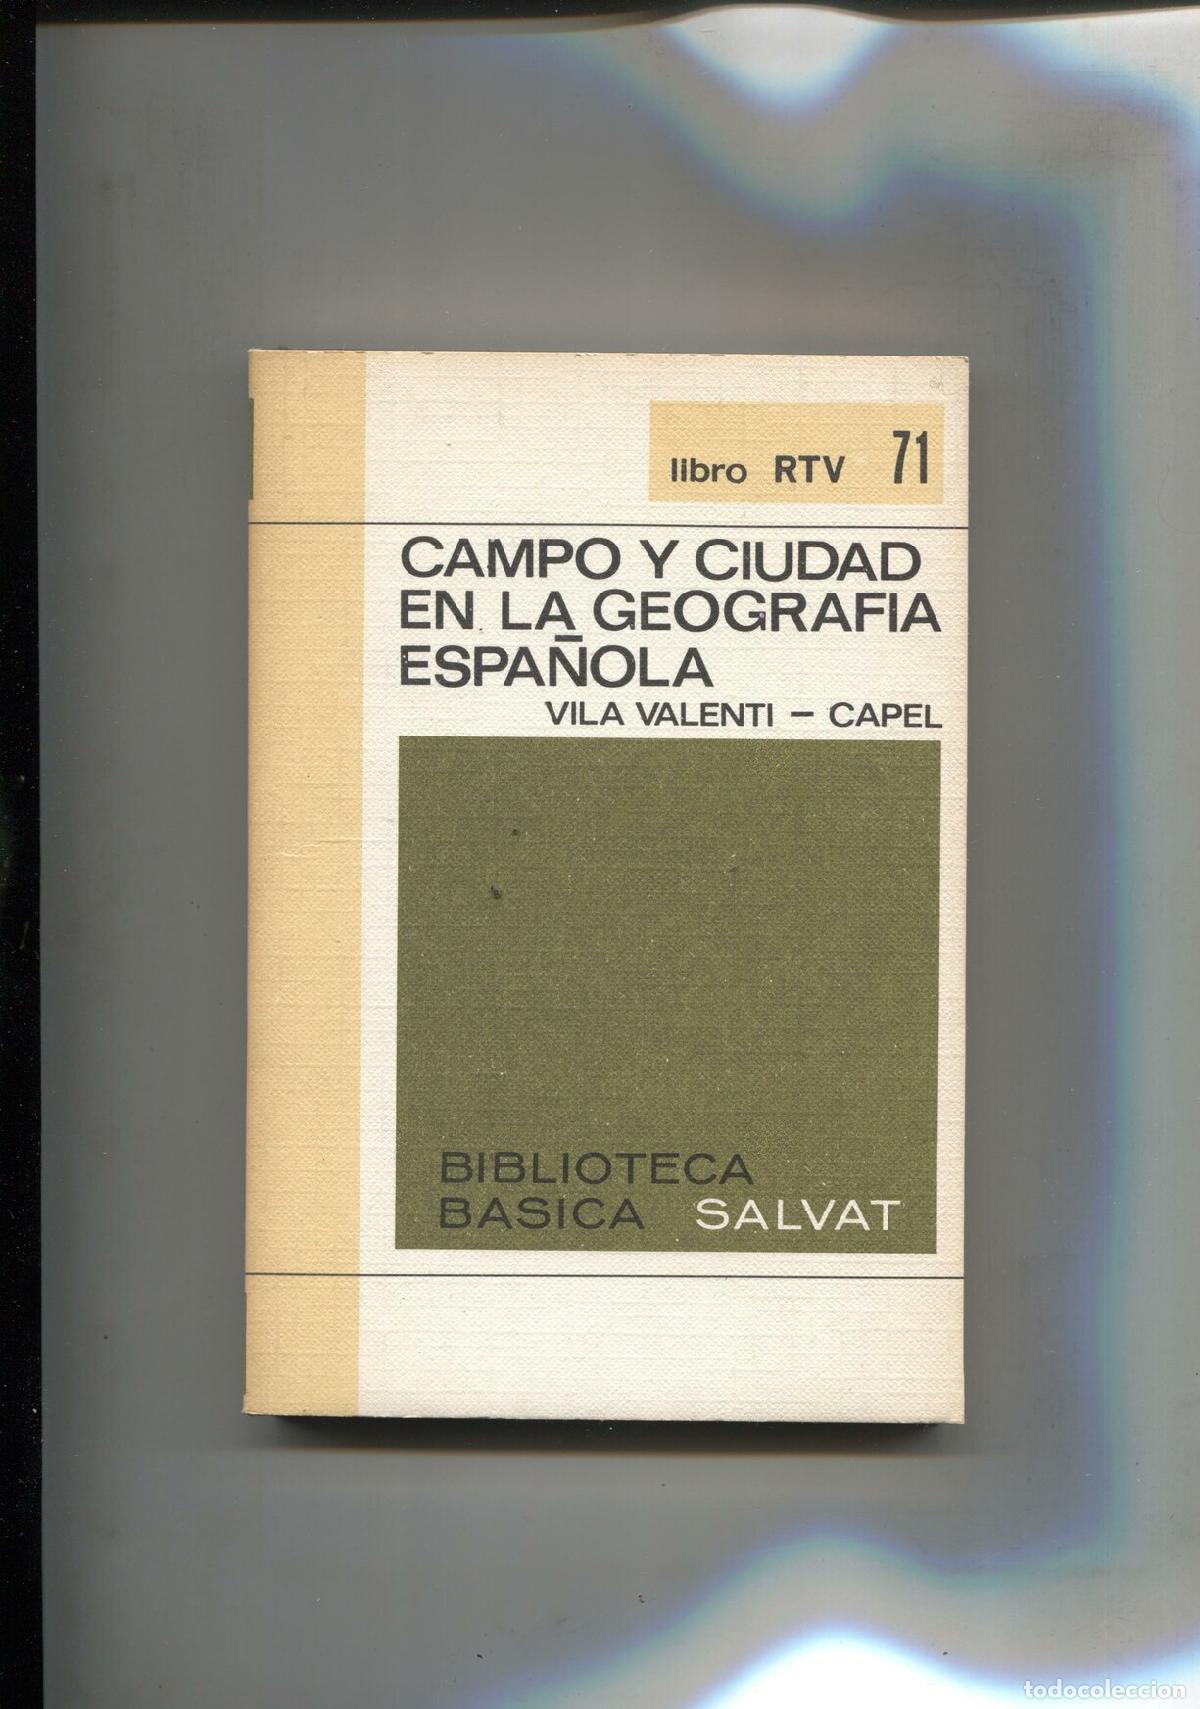 libro RTV 71
CAMPO Y CIUDAD
EN LA GEOGRAFIA
ESPAÑOLA
VILA VALENTI – CAPEL
BIBLIOTECA
BASICA SALVAT
todocoleccion